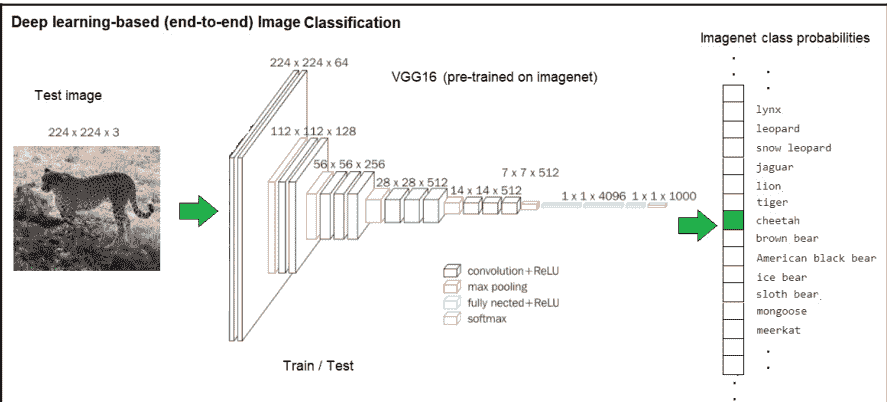 Deep learning-based (end-to-end) Image Classification
Imagenet class probabilities
224 x 224 x 64
VGG16 (pre-trained on imagenet)
Test image
224 x 224 x 3
112 x 112 x 128
56 x 56 x 256
28 x 28 x 512
14 x 14 x 512
7 x 7 x 512
1 x 1 x 4096
1 x 1 x 1000
lynx
leopard
snow leopard
jaguar
lion
tiger
cheetah
brown bear
American black bear
ice bear
sloth bear
mongoose
meerkat
convolution+ReLU
max pooling
fully nected+ReLU
softmax
Train / Test